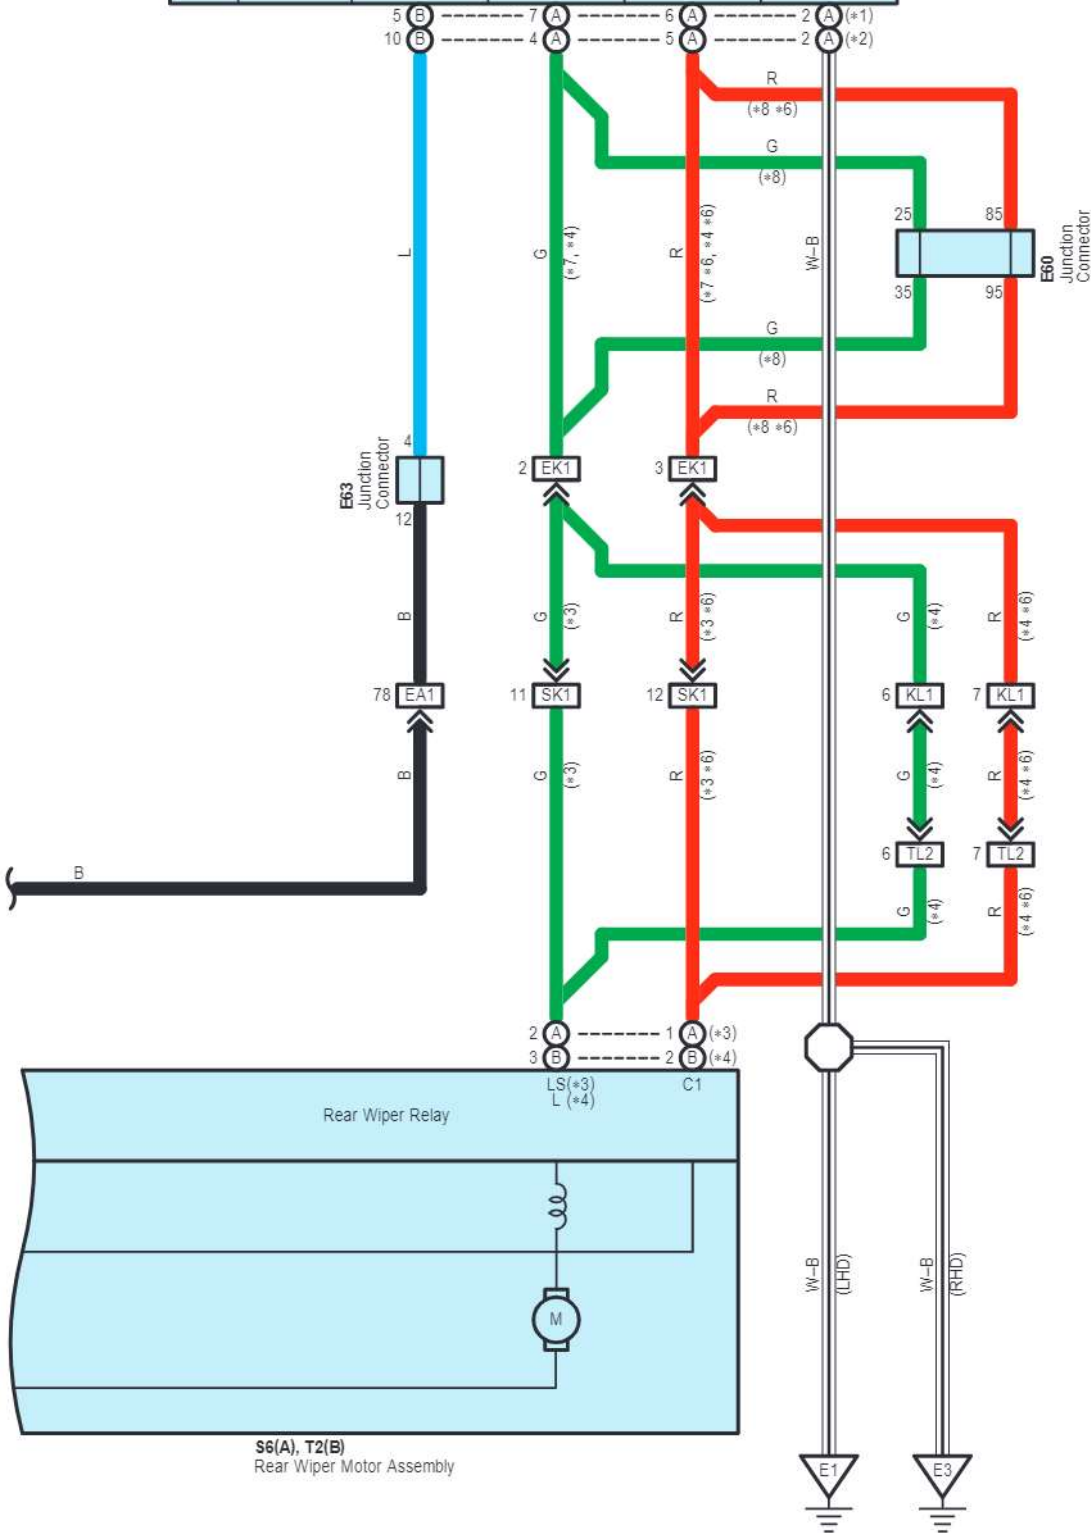 5 B 7 A 6 A 2 A (*1)
10 B 4 A 5 A 2 A (*2)
R
(*8 *6)
G
(*8)
L
G
(*7, *4)
R
(*7 *6, *4 *6)
W–B
25 85
35 95
E60
Junction
Connector
G
(*8)
R
(*8 *6)
4
E63
Junction
Connector
12
2 EK1 3 EK1
B
G
(*3)
R
(*3 *6)
G
(*4)
R
(*4 *6)
78 EA1 11 SK1 12 SK1 6 KL1 7 KL1
B
G
(*3)
R
(*3 *6)
G
(*4)
R
(*4 *6)
6 TL2 7 TL2
B
G
(*4)
R
(*4 *6)
2 A 1 A (*3)
3 B 2 B (*4)
LS(*3) C1
L (*4)
Rear Wiper Relay
M
W–B
(LHD)
W–B
(RHD)
S6(A), T2(B)
Rear Wiper Motor Assembly
E1 E3